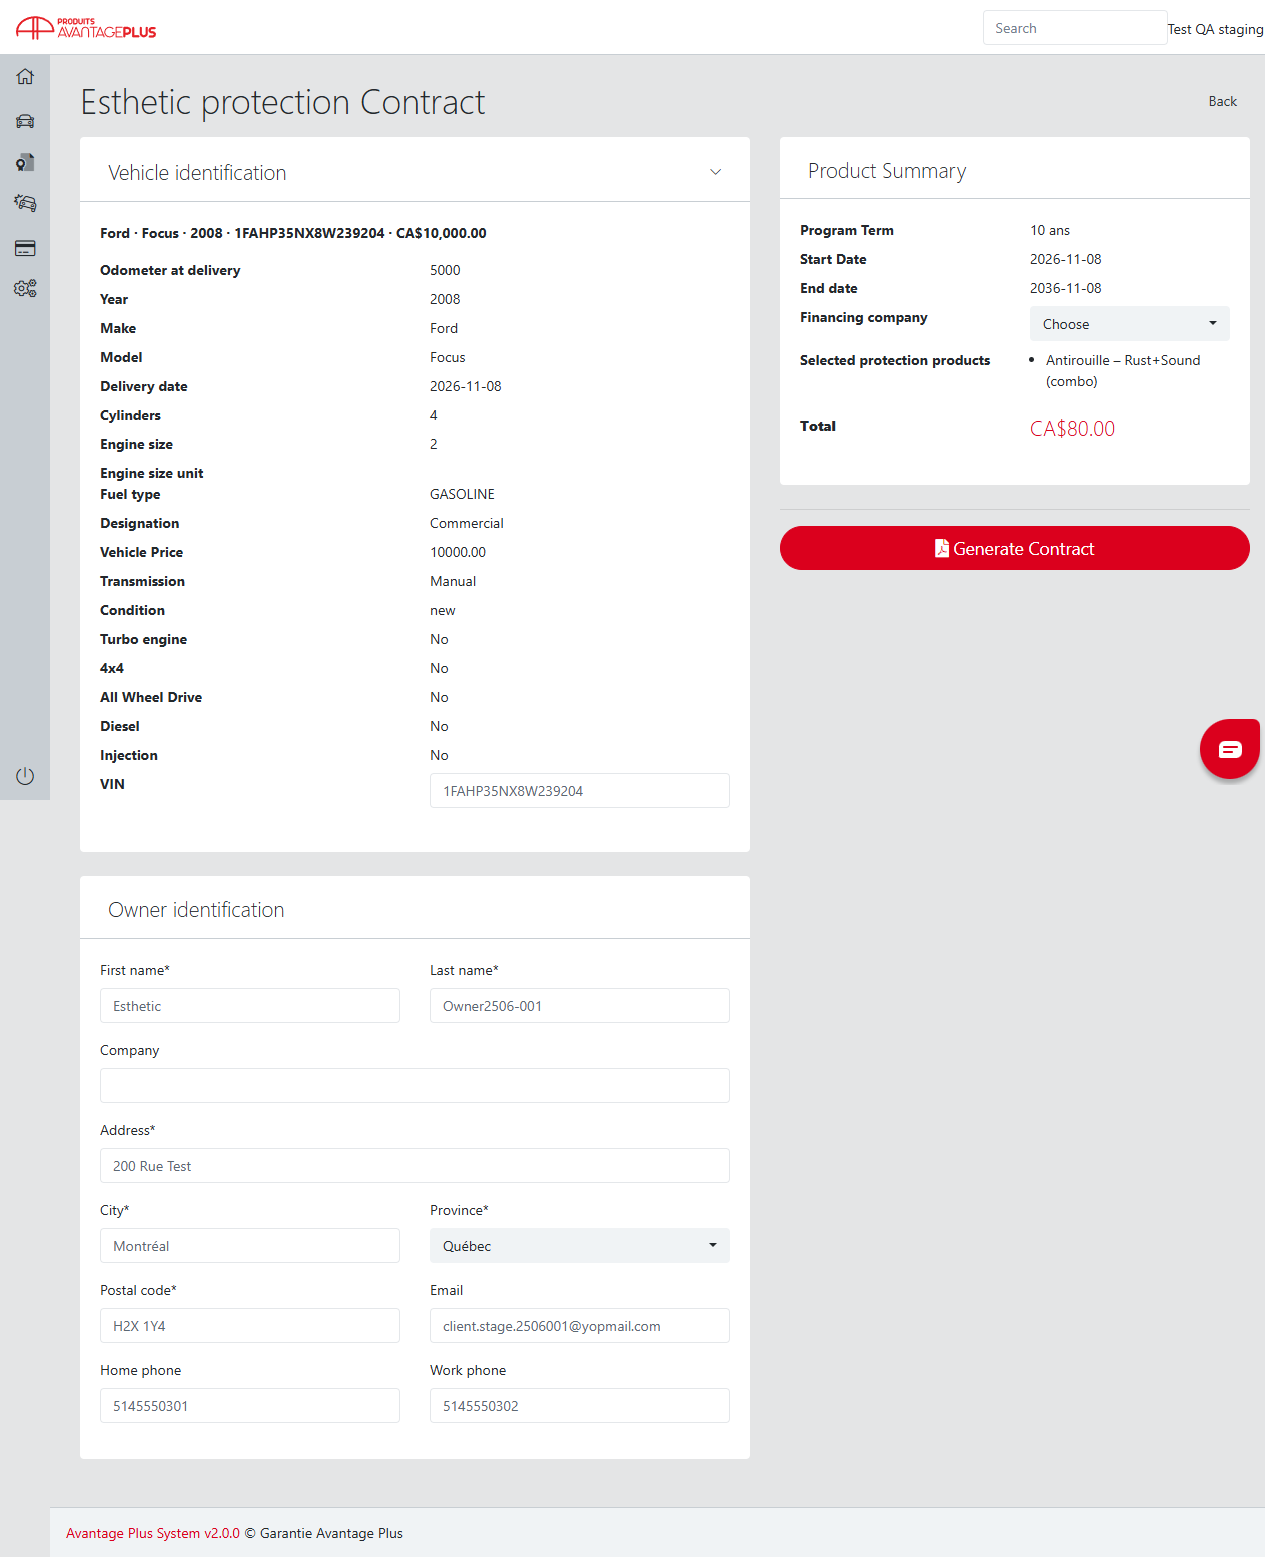 PRODUITS
AVANTAGEPLUS
Search
Test QA staging
Esthetic protection Contract
Back
Vehicle identification
Ford · Focus · 2008 · 1FAHP35NX8W239204 · CA$10,000.00
Odometer at delivery 5000
Year 2008
Make Ford
Model Focus
Delivery date 2026-11-08
Cylinders 4
Engine size 2
Engine size unit
Fuel type GASOLINE
Designation Commercial
Vehicle Price 10000.00
Transmission Manual
Condition new
Turbo engine No
4x4 No
All Wheel Drive No
Diesel No
Injection No
VIN 1FAHP35NX8W239204
Product Summary
Program Term 10 ans
Start Date 2026-11-08
End date 2036-11-08
Financing company Choose
Selected protection products • Antirouille – Rust+Sound
(combo)
Total CA$80.00
Generate Contract
Owner identification
First name* Last name*
Esthetic Owner2506-001
Company
Address*
200 Rue Test
City* Province*
Montréal Québec
Postal code* Email
H2X 1Y4 client.stage.2506001@yopmail.com
Home phone Work phone
5145550301 5145550302
Avantage Plus System v2.0.0 © Garantie Avantage Plus